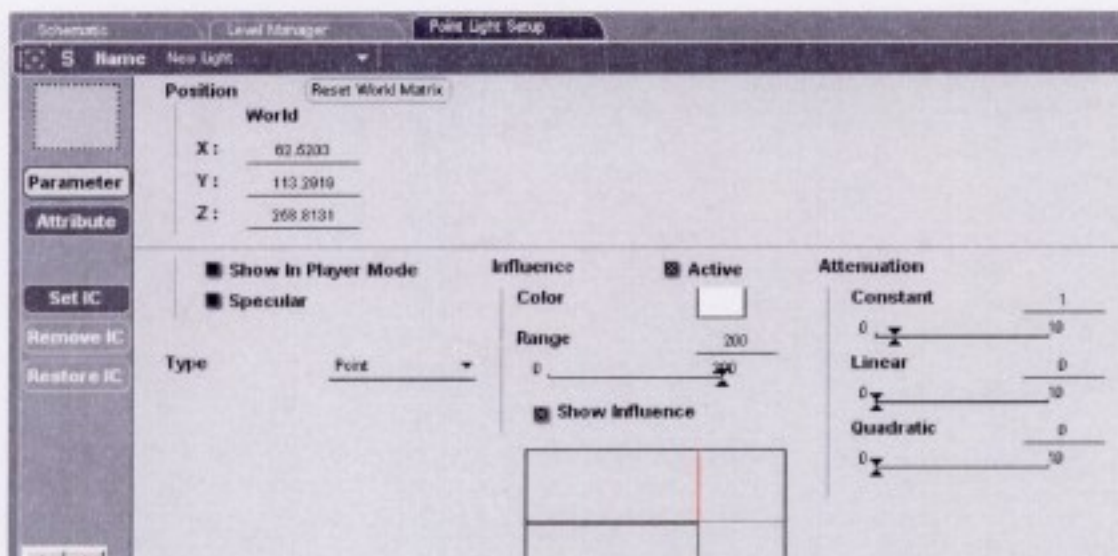 Schematic
Level Manager
Point Light Setup
S Name New Light
Position
Reset World Matrix
World
X: 62.5203
Y: 113.2919
Z: 268.8131
Parameter
Attribute
Set IC
Remove IC
Restore IC
Show In Player Mode
Specular
Type
Point
Influence
Active
Color
Range
200
0
200
Show Influence
Attenuation
Constant
1
0
10
Linear
0
0
10
Quadratic
0
0
10